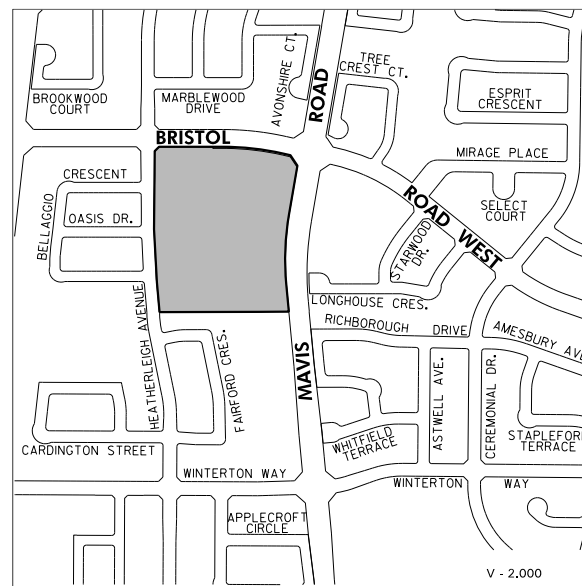 AVONSHIRE CT.
ROAD
TREE
CREST CT.
BROOKWOOD
COURT
MARBLEWOOD
DRIVE
ESPRIT
CRESCENT
BRISTOL
MIRAGE PLACE
CRESCENT
BELLAGGIO
OASIS DR.
ROAD WEST
SELECT
COURT
STARWOOD
DR.
HEATHERLEIGH AVENUE
FAIRFORD CRES.
MAVIS
LONGHOUSE CRES.
RICHBOROUGH DRIVE
AMESBURY AVE
ASTWELL AVE.
CEREMONIAL DR.
CARDINGTON STREET
WHITFIELD
TERRACE
STAPLEFORD
TERRACE
WINTERTON WAY
WINTERTON WAY
APPLECROFT
CIRCLE
V - 2.000